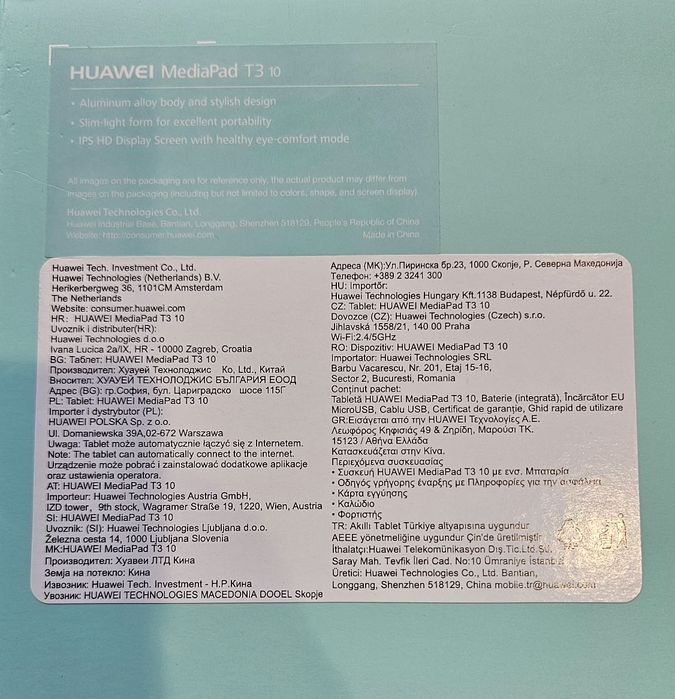 HUAWEI MediaPad T3 10
• Aluminum alloy body and stylish design
• Slim-light form for excellent portability
• IPS HD Display Screen with healthy eye-comfort mode
All images on the packaging are for reference only, the actual product may differ from
images on the packaging (including but not limited to colors, shape, and screen display).
Huawei Technologies Co., Ltd.
Huawei Industrial Base, Bantian, Longgang, Shenzhen 518129, People's Republic of China
Website: http://consumer.huawei.com Made in China
Huawei Tech. Investment Co., Ltd.
Huawei Technologies (Netherlands) B.V.
Herikerbergweg 36, 1101CM Amsterdam
The Netherlands
Website: consumer.huawei.com
HR: HUAWEI MediaPad T3 10
Uvoznik i distributer(HR):
Huawei Technologies d.o.o
Ivana Lucica 2a/IX, HR - 10000 Zagreb, Croatia
BG: Таблет: HUAWEI MediaPad T3 10
Производител: Хуауей Технолоджис Ко, Ltd., Китай
Вносител: ХУАУЕЙ ТЕХНОЛОДЖИС БЪЛГАРИЯ ЕООД
Адрес (BG): гр.София, бул. Цариградско шосе 115Г
PL: Tablet: HUAWEI MediaPad T3 10
Importer i dystrybutor (PL):
HUAWEI POLSKA Sp. z o.o.
Ul. Domaniewska 39A,02-672 Warszawa
Uwaga: Tablet może automatycznie łączyć się z Internetem.
Note: The tablet can automatically connect to the internet.
Urządzenie może pobrać i zainstalować dodatkowe aplikacje
oraz ustawienia operatora.
AT: HUAWEI MediaPad T3 10
Importeur: Huawei Technologies Austria GmbH,
IZD tower, 9th stock, Wagramer Straße 19, 1220, Wien, Austria
SI: HUAWEI MediaPad T3 10
Uvoznik: (SI): Huawei Technologies Ljubljana d.o.o.
Železna cesta 14, 1000 Ljubljana Slovenia
MK:HUAWEI MediaPad T3 10
Производител: Хуавеи ЛТД Кина
Земја на потекло: Кина
Извозник: Huawei Tech. Investment - Н.Р.Кина
Увозник: HUAWEI TECHNOLOGIES MACEDONIA DOOEL Skopje
Адреса (МК):Ул.Пиринска бр.23, 1000 Скопје, Р. Северна Македонија
Телефон: +389 2 3241 300
HU: Importőr:
Huawei Technologies Hungary Kft.1138 Budapest, Népfürdő u. 22.
CZ: Tablet: HUAWEI MediaPad T3 10
Dovozce (CZ): Huawei Technologies (Czech) s.r.o.
Jihlavská 1558/21, 140 00 Praha
Wi-Fi:2.4/5GHz
RO: Dispozitiv: HUAWEI MediaPad T3 10
Importator: Huawei Technologies SRL
Barbu Vacarescu, Nr. 201, Etaj 15-16,
Sector 2, Bucuresti, Romania
Conținut pachet:
Tabletă HUAWEI MediaPad T3 10, Baterie (integrată), Încărcător EU
MicroUSB, Cablu USB, Certificat de garanție, Ghid rapid de utilizare
GR:Εισάγεται από την HUAWEI Τεχνολογίες Α.Ε.
Λεωφόρος Κηφισίας 49 & Ζηρίδη, Μαρούσι ΤΚ.
15123 / Αθήνα Ελλάδα
Κατασκευάζεται στην Κίνα.
Περιεχόμενα συσκευασίας
• Συσκευή HUAWEI MediaPad T3 10 με ενσ. Μπαταρία
• Οδηγός γρήγορης έναρξης με Πληροφορίες για την ασφάλεια
• Κάρτα εγγύησης
• Καλώδιο
• Φορτιστής
TR: Akıllı Tablet Türkiye altyapısına uygundur
AEEE yönetmeliğine uygundur Çin'de üretilmiştir
İthalatçı:Huawei Telekomünikasyon Dış.Tic.Ltd.Şti.
Saray Mah. Tevfik İleri Cad. No:10 Ümraniye İstanbul
Üretici: Huawei Technologies Co., Ltd. Bantian,
Longgang, Shenzhen 518129, China mobile.tr@huawei.com